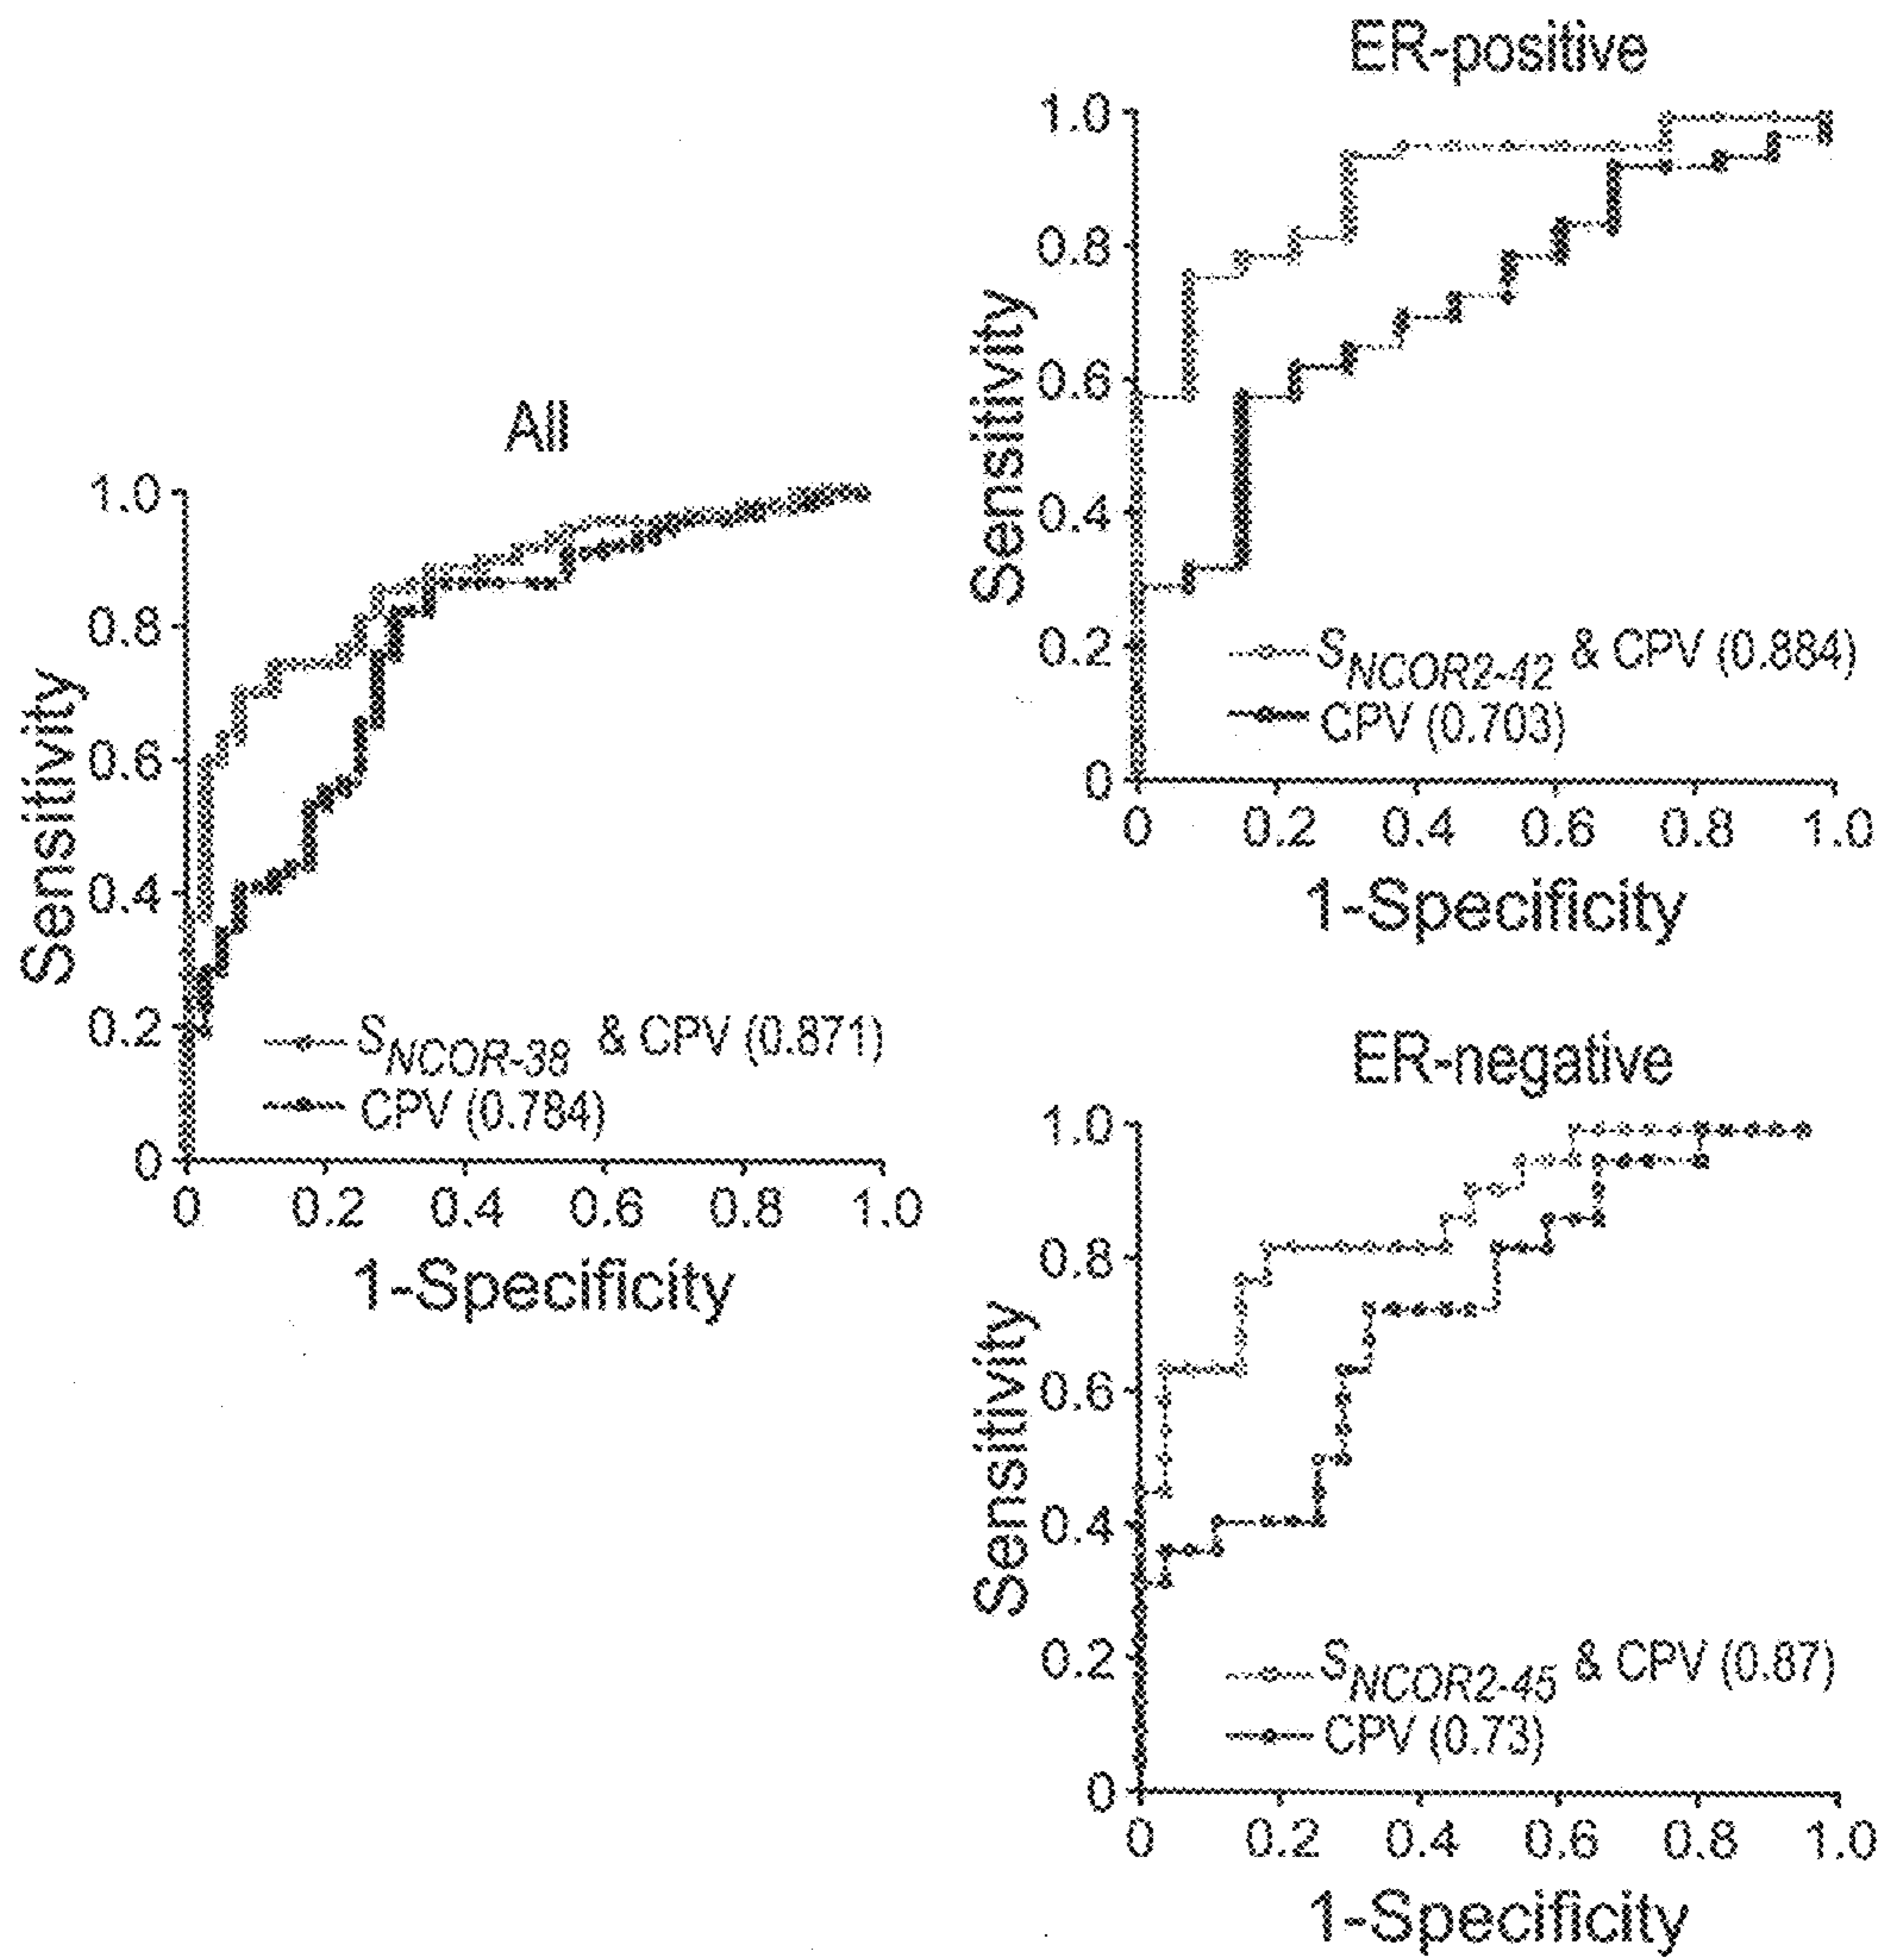 All
Sensitivity
1.0
0.8
0.6
0.4
0.2
0
S NCOR-38 & CPV (0.871)
CPV (0.784)
0 0.2 0.4 0.6 0.8 1.0
1-Specificity
ER-positive
Sensitivity
1.0
0.8
0.6
0.4
0.2
0
S NCOR2-42 & CPV (0.884)
CPV (0.703)
0 0.2 0.4 0.6 0.8 1.0
1-Specificity
ER-negative
Sensitivity
1.0
0.8
0.6
0.4
0.2
0
S NCOR2-45 & CPV (0.87)
CPV (0.73)
0 0.2 0.4 0.6 0.8 1.0
1-Specificity